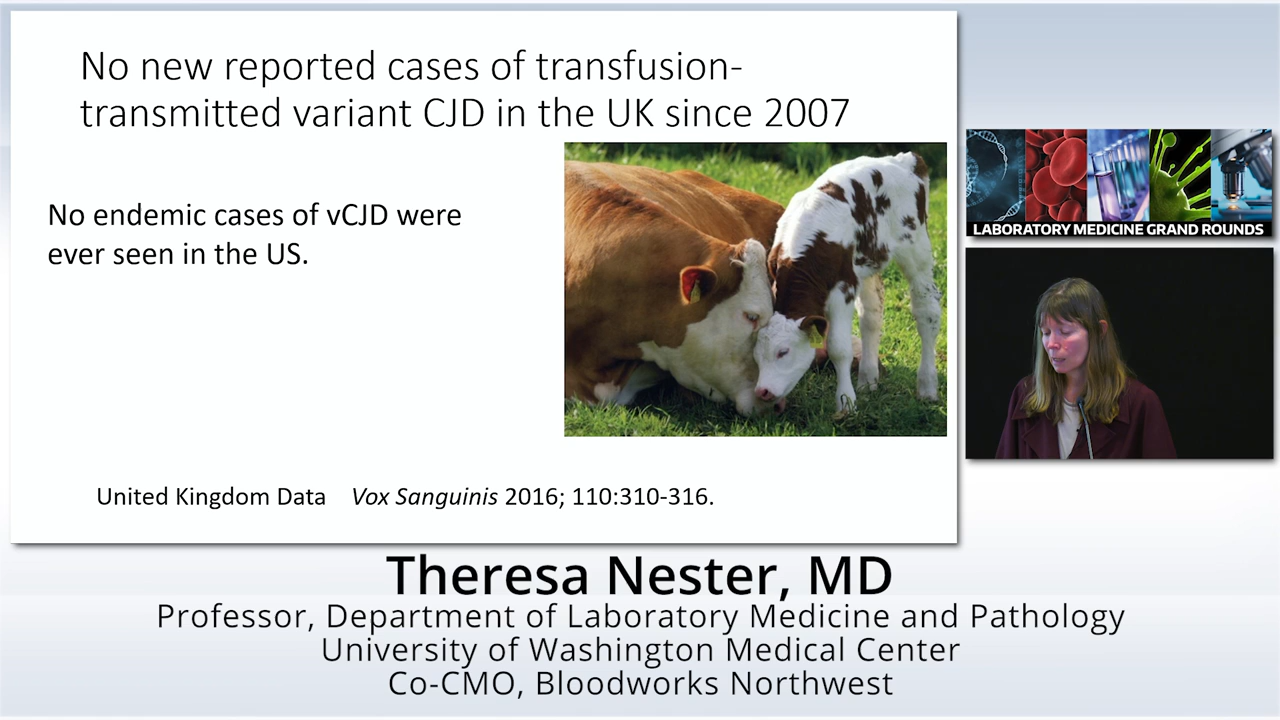 No new reported cases of transfusion-
transmitted variant CJD in the UK since 2007
No endemic cases of vCJD were
ever seen in the US.
United Kingdom Data Vox Sanguinis 2016; 110:310-316.
LABORATORY MEDICINE GRAND ROUNDS
Theresa Nester, MD
Professor, Department of Laboratory Medicine and Pathology
University of Washington Medical Center
Co-CMO, Bloodworks Northwest